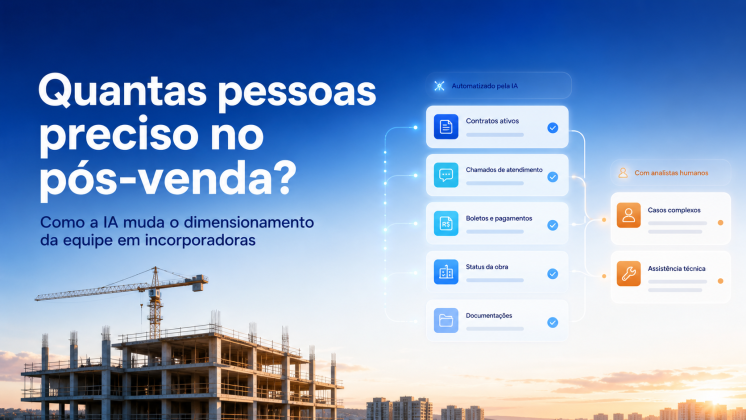 Quantas pessoas
preciso no
pós-venda?
Como a IA muda o dimensionamento
da equipe em incorporadoras
Automatizado pela IA
Contratos ativos
Chamados de atendimento
Boletos e pagamentos
R$
Status da obra
Documentações
Com analistas humanos
Casos complexos
Assistência técnica